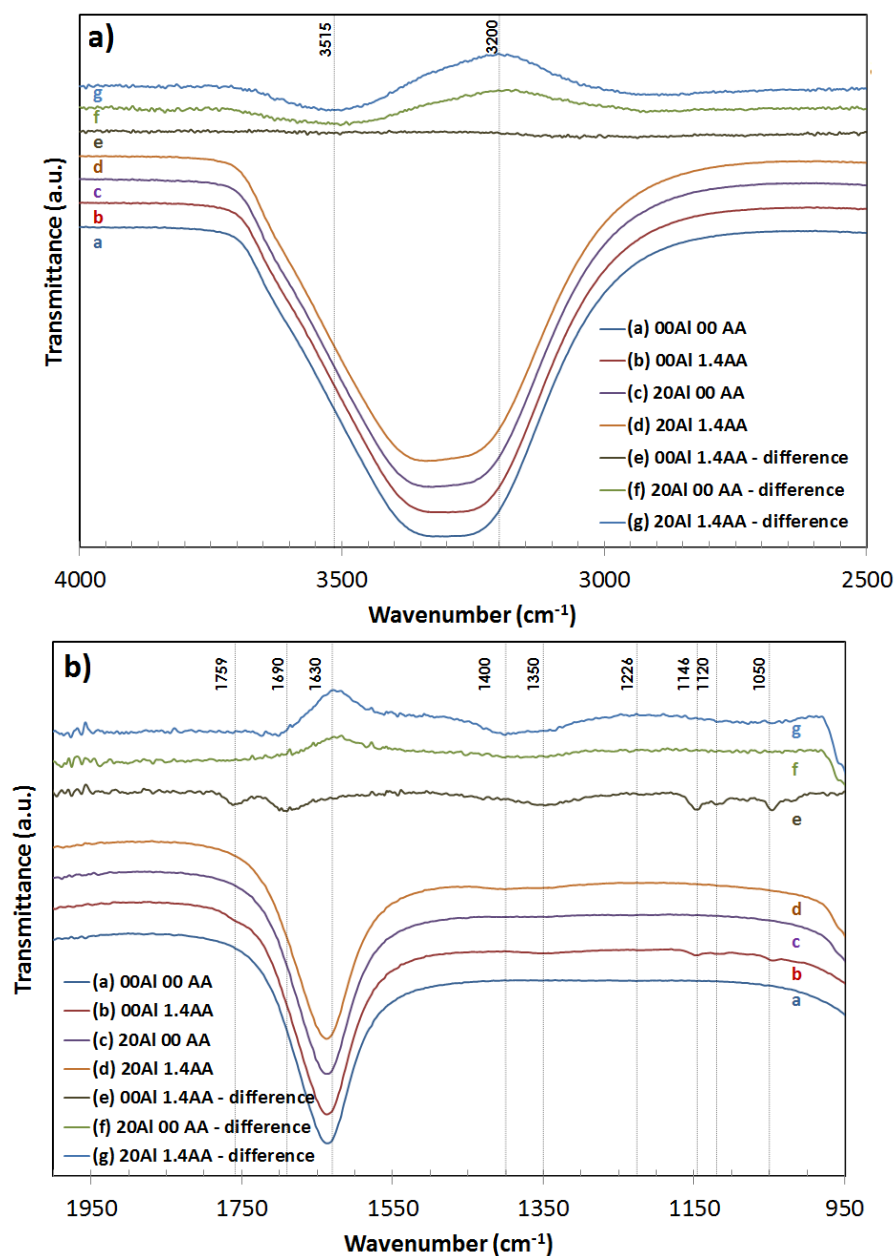 a)
3515
3200
g
f
e
d
c
b
a
Transmittance (a.u.)
(a) 00Al 00 AA
(b) 00Al 1.4AA
(c) 20Al 00 AA
(d) 20Al 1.4AA
(e) 00Al 1.4AA - difference
(f) 20Al 00 AA - difference
(g) 20Al 1.4AA - difference
4000
3500
3000
2500
Wavenumber (cm⁻¹)
b)
1759
1690
1630
1400
1350
1226
1146
1120
1050
g
f
e
d
c
b
a
Transmittance (a.u.)
(a) 00Al 00 AA
(b) 00Al 1.4AA
(c) 20Al 00 AA
(d) 20Al 1.4AA
(e) 00Al 1.4AA - difference
(f) 20Al 00 AA - difference
(g) 20Al 1.4AA - difference
1950
1750
1550
1350
1150
950
Wavenumber (cm⁻¹)